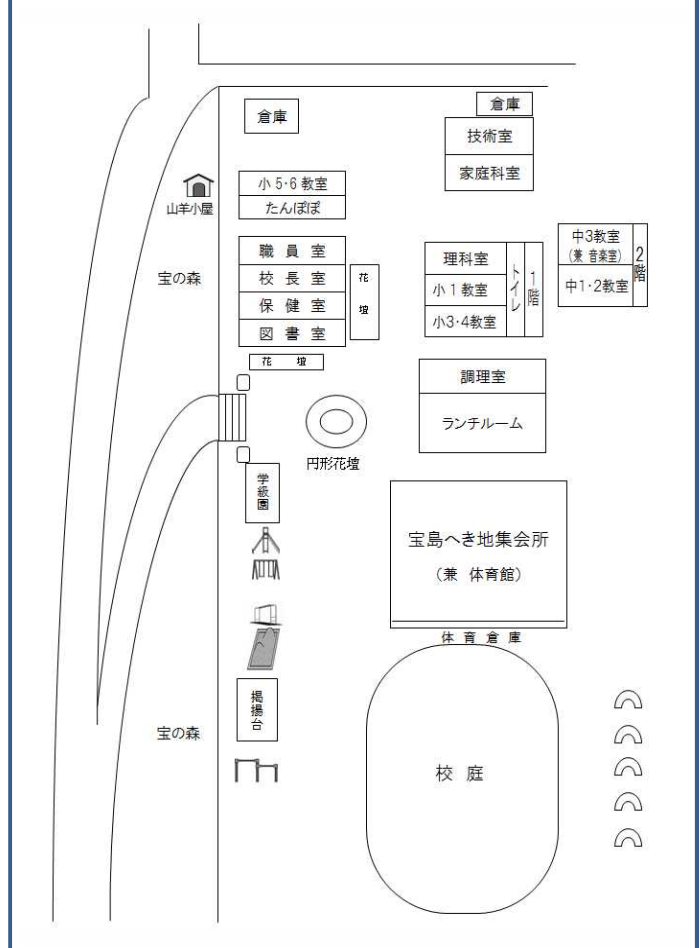 倉庫
倉庫
技術室
家庭科室
山羊小屋
小5・6教室
たんぽぽ
宝の森
職員室
校長室
保健室
図書室
花壇
花壇
理科室
小1教室
小3・4教室
トイレ
1階
中3教室
(兼 音楽室)
中1・2教室
2階
調理室
ランチルーム
円形花壇
学級園
宝島へき地集会所
(兼 体育館)
体育倉庫
掲揚台
宝の森
校庭